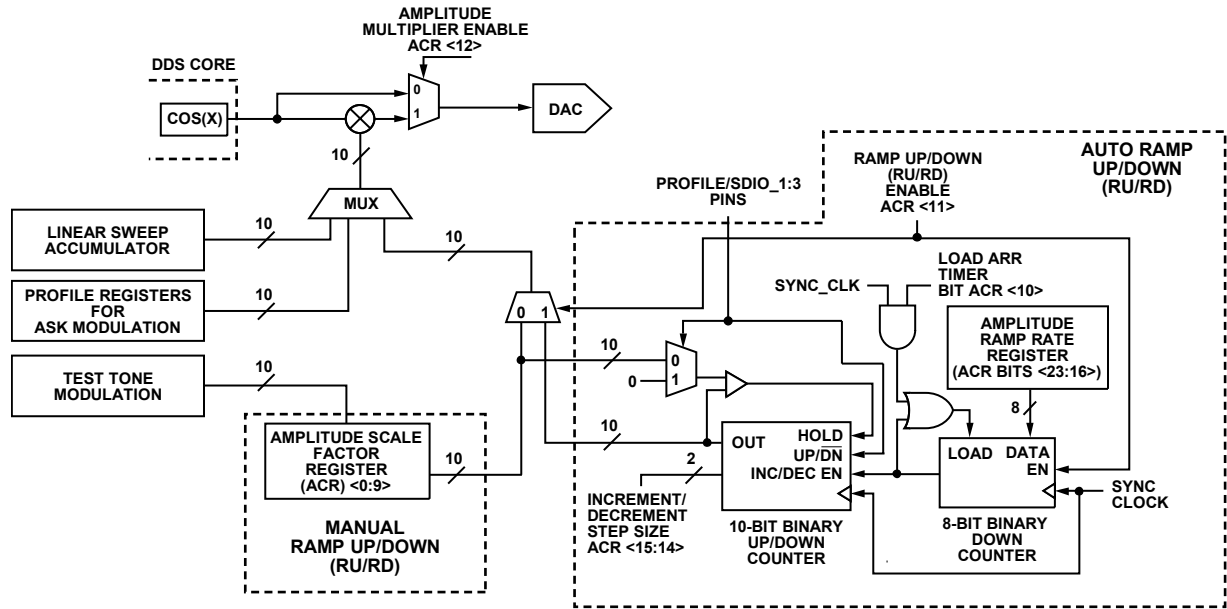 AMPLITUDE
MULTIPLIER ENABLE
ACR <12>
DDS CORE
COS(X)
0
1
DAC
10
MUX
LINEAR SWEEP
ACCUMULATOR
10
PROFILE REGISTERS
FOR
ASK MODULATION
10
TEST TONE
MODULATION
10
10
AMPLITUDE SCALE
FACTOR
REGISTER
(ACR) <0:9>
10
MANUAL
RAMP UP/DOWN
(RU/RD)
0 1
PROFILE/SDIO_1:3
PINS
RAMP UP/DOWN
(RU/RD)
ENABLE
ACR <11>
AUTO RAMP
UP/DOWN
(RU/RD)
SYNC_CLK
LOAD ARR
TIMER
BIT ACR <10>
AMPLITUDE
RAMP RATE
REGISTER
(ACR BITS <23:16>)
8
10
0
0
1
10
OUT
HOLD
UP/DN
INC/DEC EN
2
INCREMENT/
DECREMENT
STEP SIZE
ACR <15:14>
10-BIT BINARY
UP/DOWN
COUNTER
LOAD DATA
EN
SYNC
CLOCK
8-BIT BINARY
DOWN
COUNTER